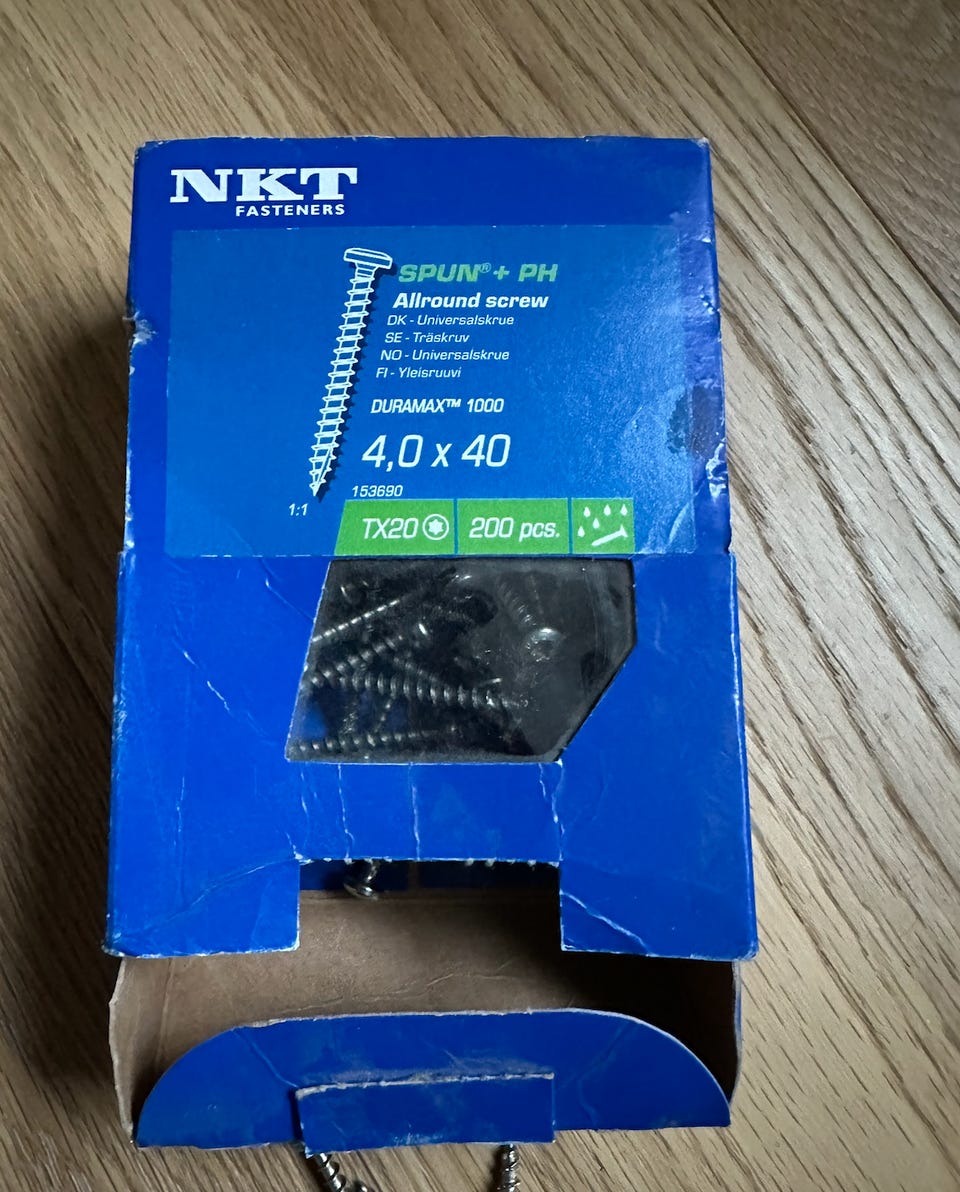 NKT
FASTENERS
SPUN®+ PH
Allround screw
DK - Universalskrue
SE - Träskruv
NO - Universalskrue
FI - Yleisruuvi
DURAMAX™ 1000
4,0 x 40
153690
1:1
TX20
200 pcs.